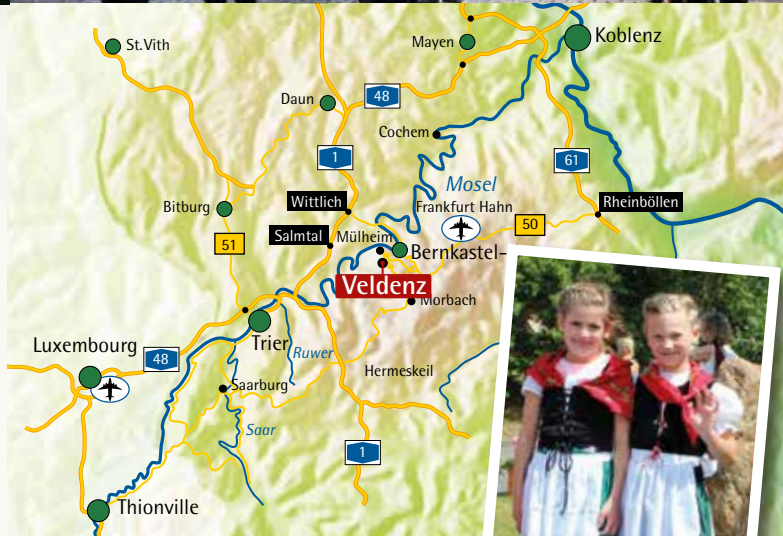 St.Vith
Mayen
Koblenz
Daun
48
Cochem
1
61
Mosel
Bitburg
Wittlich
Frankfurt Hahn
Rheinböllen
51
Salmtal
Mülheim
50
Bernkastel-
Veldenz
Morbach
Luxembourg
48
Trier
Ruwer
Hermeskeil
Saarburg
Saar
1
Thionville